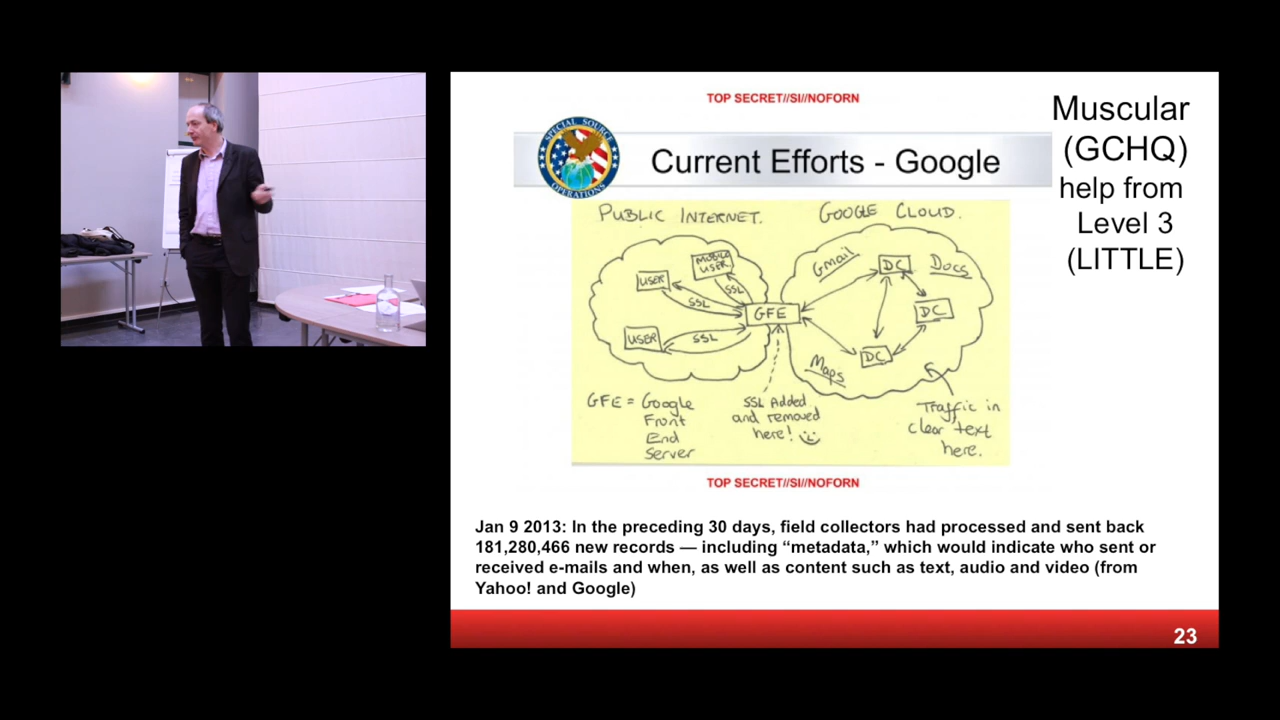 TOP SECRET//SI//NOFORN
SPECIAL SOURCE
OPERATIONS
Current Efforts - Google
Muscular
(GCHQ)
help from
Level 3
(LITTLE)
PUBLIC INTERNET.
GOOGLE CLOUD.
USER
MOBILE
USER
SSL
SSL
USER
SSL
GFE
Gmail
DC
Docs
DC
DC
Maps
GFE = Google
Front
End
Server
SSL Added
and removed
here!
Traffic in
clear text
here.
TOP SECRET//SI//NOFORN
Jan 9 2013: In the preceding 30 days, field collectors had processed and sent back
181,280,466 new records — including “metadata,” which would indicate who sent or
received e-mails and when, as well as content such as text, audio and video (from
Yahoo! and Google)
23